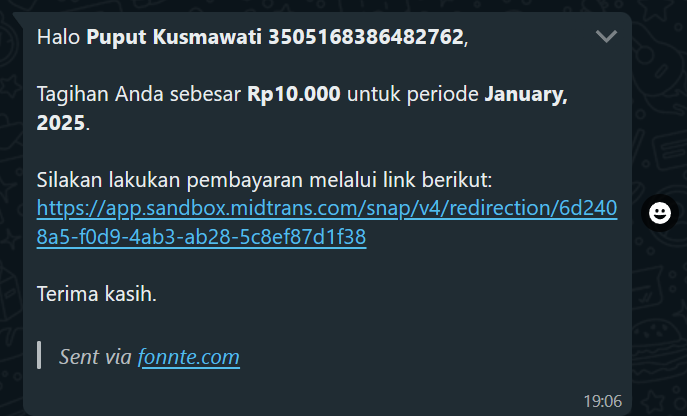 Halo Puput Kusmawati 3505168386482762,
Tagihan Anda sebesar Rp10.000 untuk periode January,
2025.
Silakan lakukan pembayaran melalui link berikut:
https://app.sandbox.midtrans.com/snap/v4/redirection/6d240
8a5-f0d9-4ab3-ab28-5c8ef87d1f38
Terima kasih.
Sent via fonnte.com
19:06